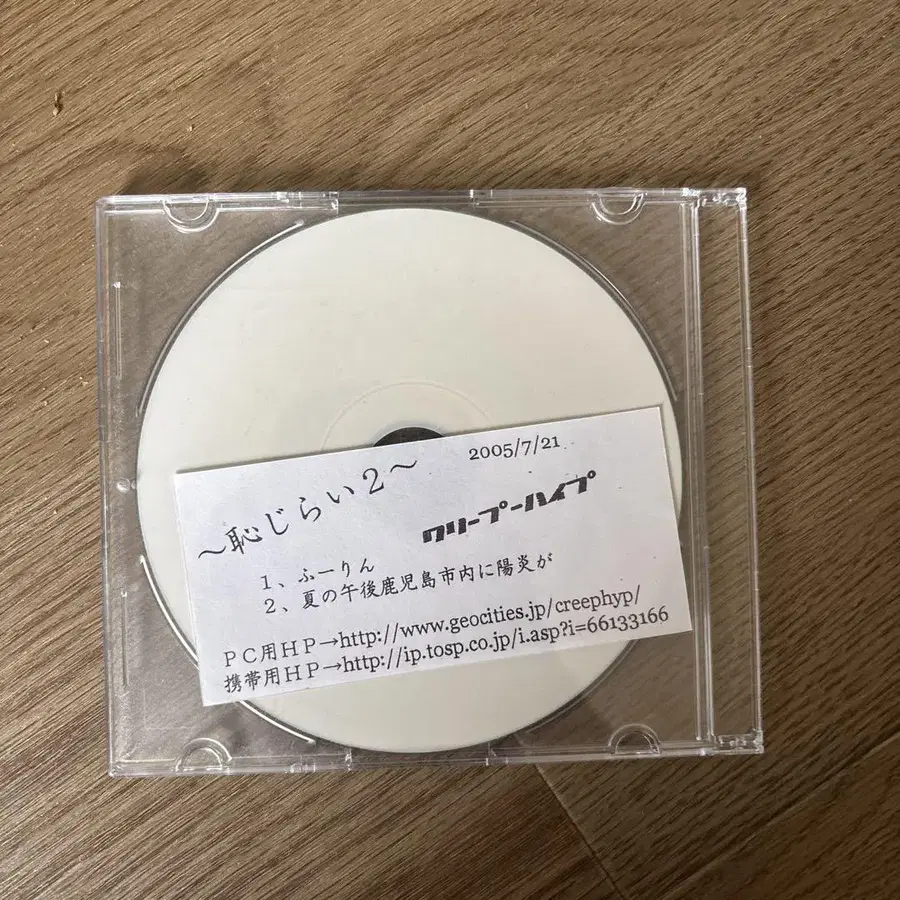 ～恥じらい２～
2005/7/21
クリープーハイプ
１、ふーりん
２、夏の午後鹿児島市内に陽炎が
ＰＣ用ＨＰ→http://www.geocities.jp/creephyp/
携帯用ＨＰ→http://ip.tosp.co.jp/i.asp?i=66133166